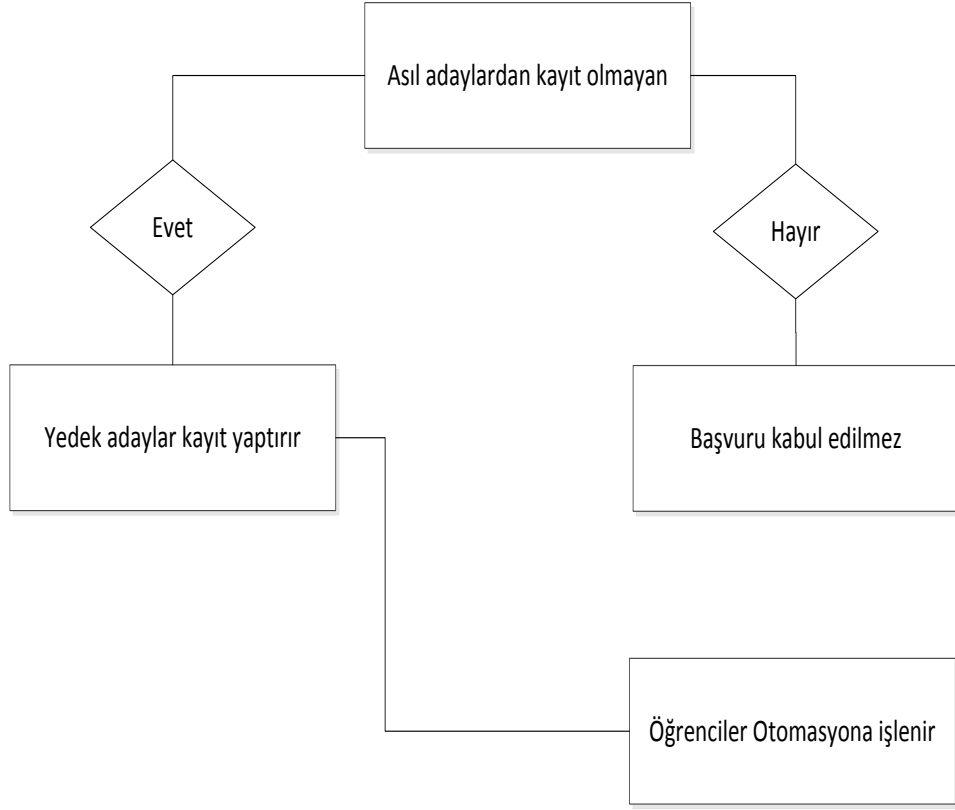 Asıl adaylardan kayıt olmayan
Evet
Hayır
Yedek adaylar kayıt yaptırır
Başvuru kabul edilmez
Öğrenciler Otomasyona işlenir